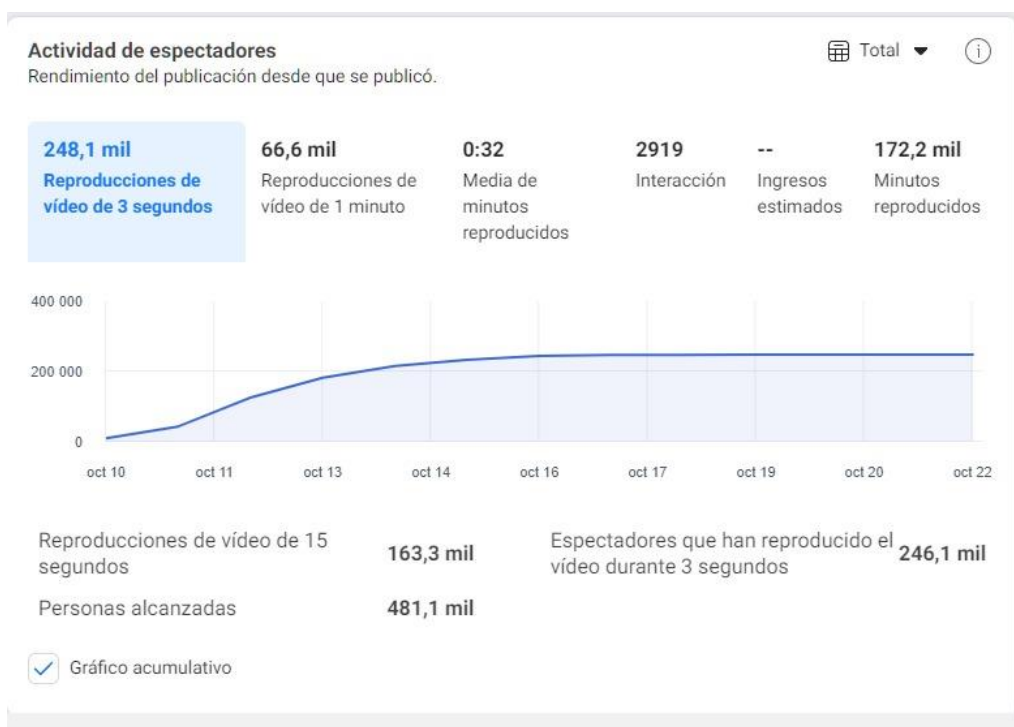 Actividad de espectadores
Total
Rendimiento del publicación desde que se publicó.
248,1 mil
Reproducciones de
vídeo de 3 segundos
66,6 mil
Reproducciones de
vídeo de 1 minuto
0:32
Media de
minutos
reproducidos
2919
Interacción
--
Ingresos
estimados
172,2 mil
Minutos
reproducidos
400 000
200 000
0
oct 10
oct 11
oct 13
oct 14
oct 16
oct 17
oct 19
oct 20
oct 22
Reproducciones de vídeo de 15
segundos
163,3 mil
Espectadores que han reproducido el
vídeo durante 3 segundos
246,1 mil
Personas alcanzadas
481,1 mil
Gráfico acumulativo